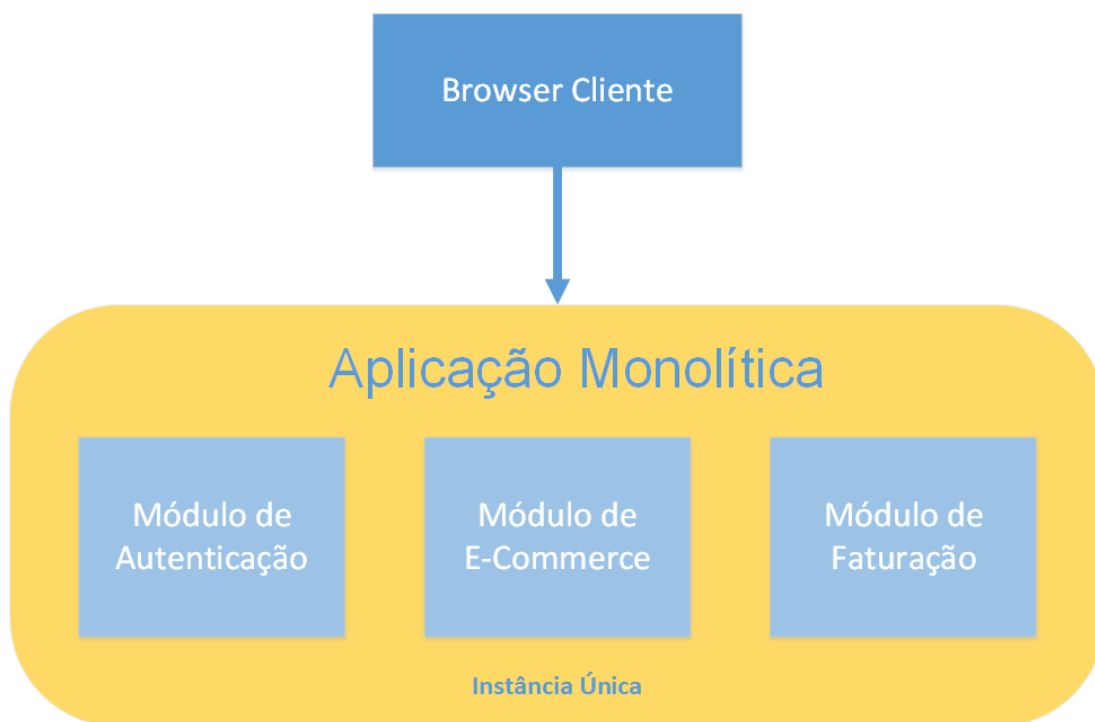 Browser Cliente
Aplicação Monolítica
Módulo de
Autenticação
Módulo de
E-Commerce
Módulo de
Faturação
Instância Única